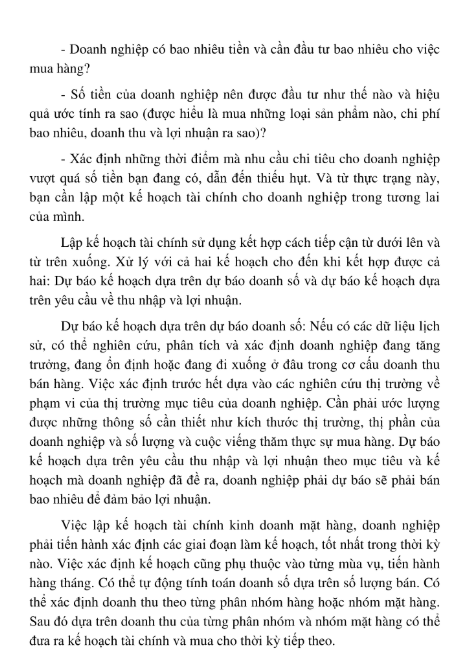 - Doanh nghiệp có bao nhiêu tiền và cần đầu tư bao nhiêu cho việc
mua hàng?
- Số tiền của doanh nghiệp nên được đầu tư như thế nào và hiệu
quả ước tính ra sao (được hiểu là mua những loại sản phẩm nào, chi phí
bao nhiêu, doanh thu và lợi nhuận ra sao)?
- Xác định những thời điểm mà nhu cầu chi tiêu cho doanh nghiệp
vượt quá số tiền bạn đang có, dẫn đến thiếu hụt. Và từ thực trạng này,
bạn cần lập một kế hoạch tài chính cho doanh nghiệp trong tương lai
của mình.
Lập kế hoạch tài chính sử dụng kết hợp cách tiếp cận từ dưới lên và
từ trên xuống. Xử lý với cả hai kế hoạch cho đến khi kết hợp được cả
hai: Dự báo kế hoạch dựa trên dự báo doanh số và dự báo kế hoạch dựa
trên yêu cầu về thu nhập và lợi nhuận.
Dự báo kế hoạch dựa trên dự báo doanh số: Nếu có các dữ liệu lịch
sử, có thể nghiên cứu, phân tích và xác định doanh nghiệp đang tăng
trưởng, đang ổn định hoặc đang đi xuống ở đâu trong cơ cấu doanh thu
bán hàng. Việc xác định trước hết dựa vào các nghiên cứu thị trường về
phạm vi của thị trường mục tiêu của doanh nghiệp. Cần phải ước lượng
được những thông số cần thiết như kích thước thị trường, thị phần của
doanh nghiệp và số lượng và cuộc viếng thăm thực sự mua hàng. Dự báo
kế hoạch dựa trên yêu cầu thu nhập và lợi nhuận theo mục tiêu và kế
hoạch mà doanh nghiệp đã đề ra, doanh nghiệp phải dự báo sẽ phải bán
bao nhiêu để đảm bảo lợi nhuận.
Việc lập kế hoạch tài chính kinh doanh mặt hàng, doanh nghiệp
phải tiến hành xác định các giai đoạn làm kế hoạch, tốt nhất trong thời kỳ
nào. Việc xác định kế hoạch cũng phụ thuộc vào từng mùa vụ, tiến hành
hàng tháng. Có thể tự động tính toán doanh số dựa trên số lượng bán. Có
thể xác định doanh thu theo từng phân nhóm hàng hoặc nhóm mặt hàng.
Sau đó dựa trên doanh thu của từng phân nhóm và nhóm mặt hàng có thể
đưa ra kế hoạch tài chính và mua cho thời kỳ tiếp theo.